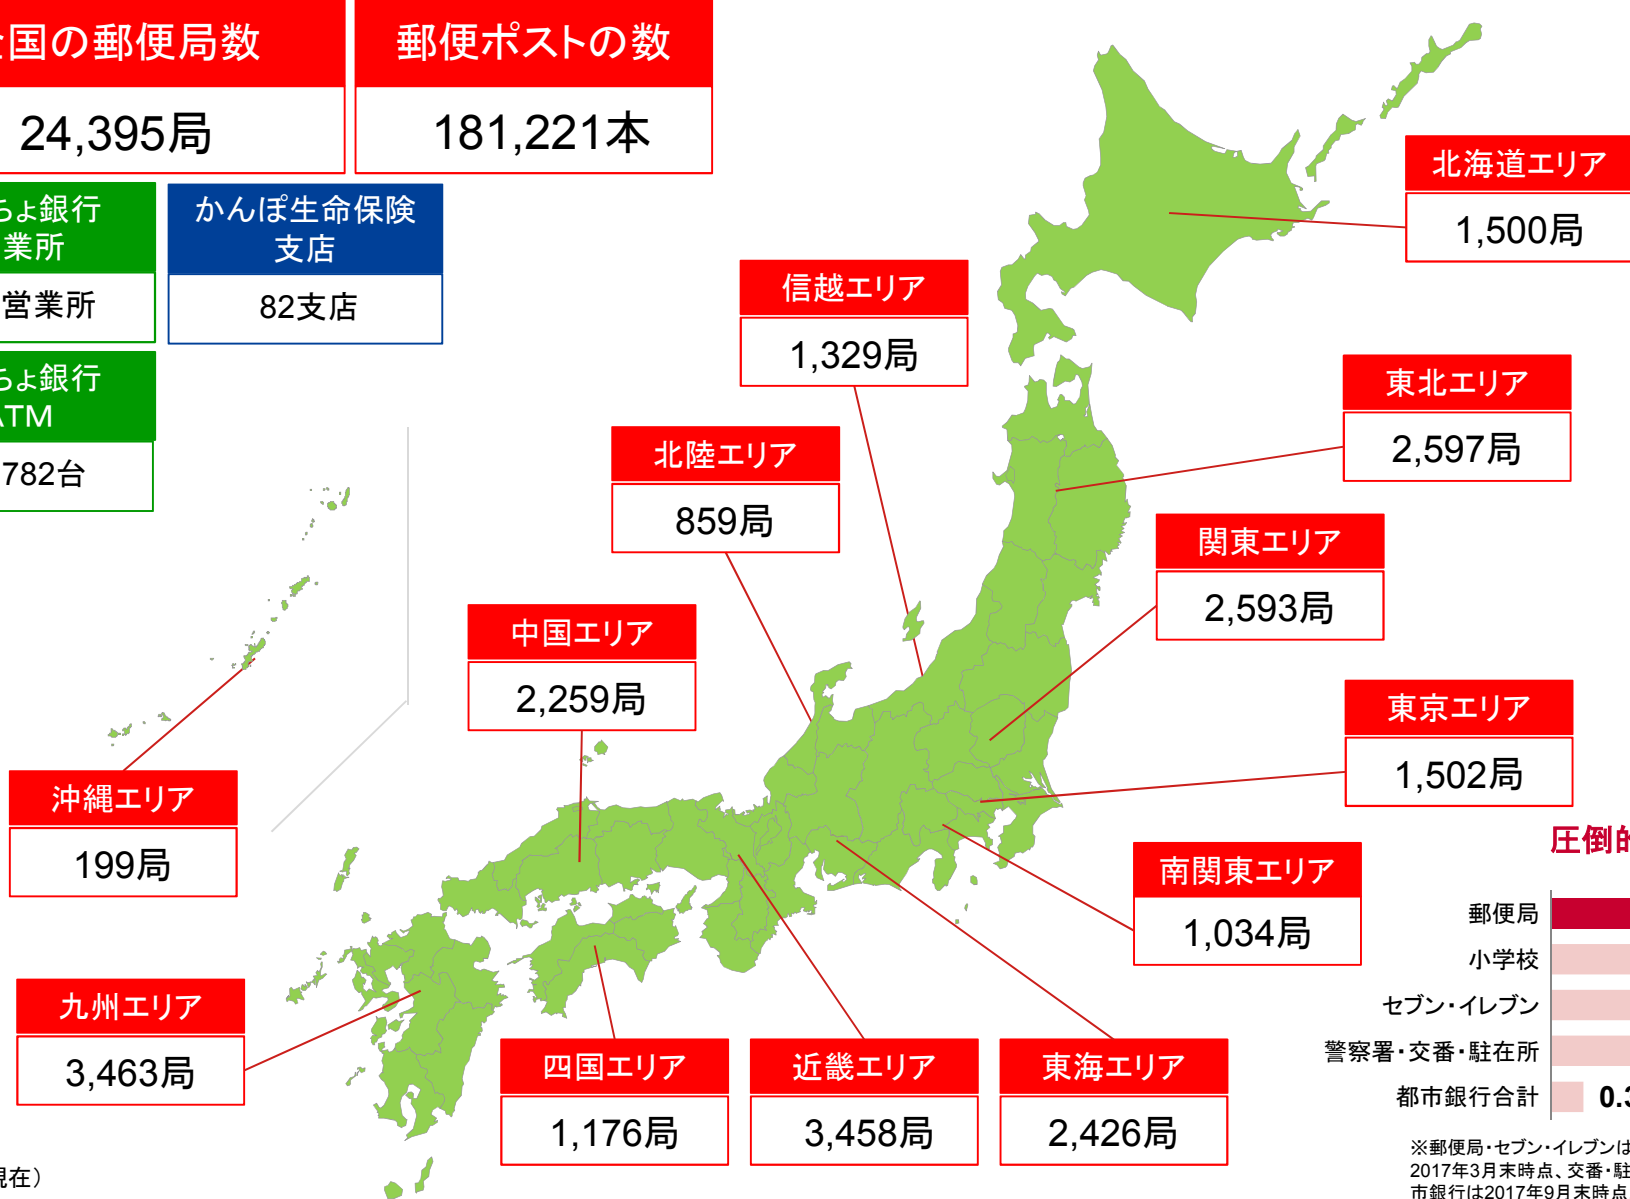 全国の郵便局数
24,395局
郵便ポストの数
181,221本
ちょ銀行
業所
営業所
かんぽ生命保険
支店
82支店
ちょ銀行
ATM
782台
北海道エリア
1,500局
信越エリア
1,329局
東北エリア
2,597局
北陸エリア
859局
関東エリア
2,593局
中国エリア
2,259局
東京エリア
1,502局
沖縄エリア
199局
南関東エリア
1,034局
九州エリア
3,463局
四国エリア
1,176局
近畿エリア
3,458局
東海エリア
2,426局
圧倒的
郵便局
小学校
セブン・イレブン
警察署・交番・駐在所
都市銀行合計
0.3
※郵便局・セブン・イレブンは
2017年3月末時点、交番・駐
市銀行は2017年9月末時点
現在）